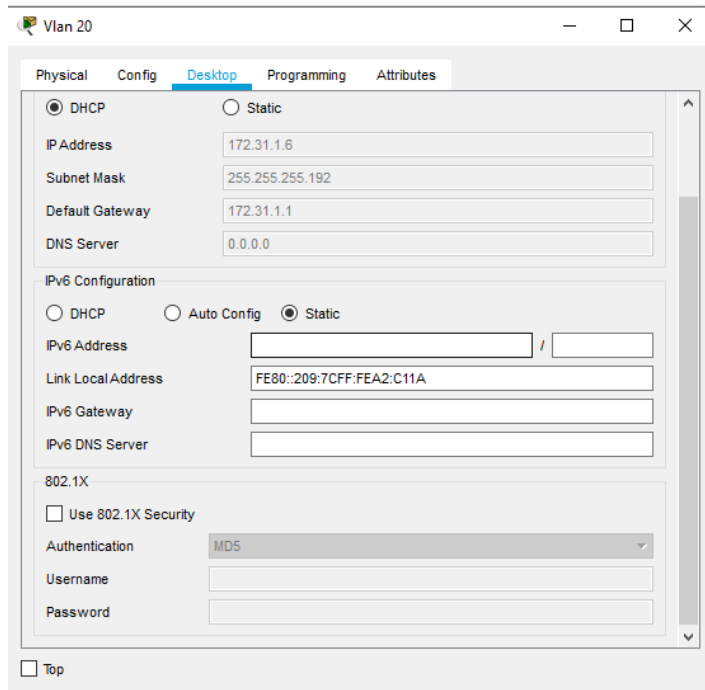 Vlan 20
Physical Config Desktop Programming Attributes
DHCP Static
IP Address 172.31.1.6
Subnet Mask 255.255.255.192
Default Gateway 172.31.1.1
DNS Server 0.0.0.0
IPv6 Configuration
DHCP Auto Config Static
IPv6 Address /
Link Local Address FE80::209:7CFF:FEA2:C11A
IPv6 Gateway
IPv6 DNS Server
802.1X
Use 802.1X Security
Authentication MD5
Username
Password
Top